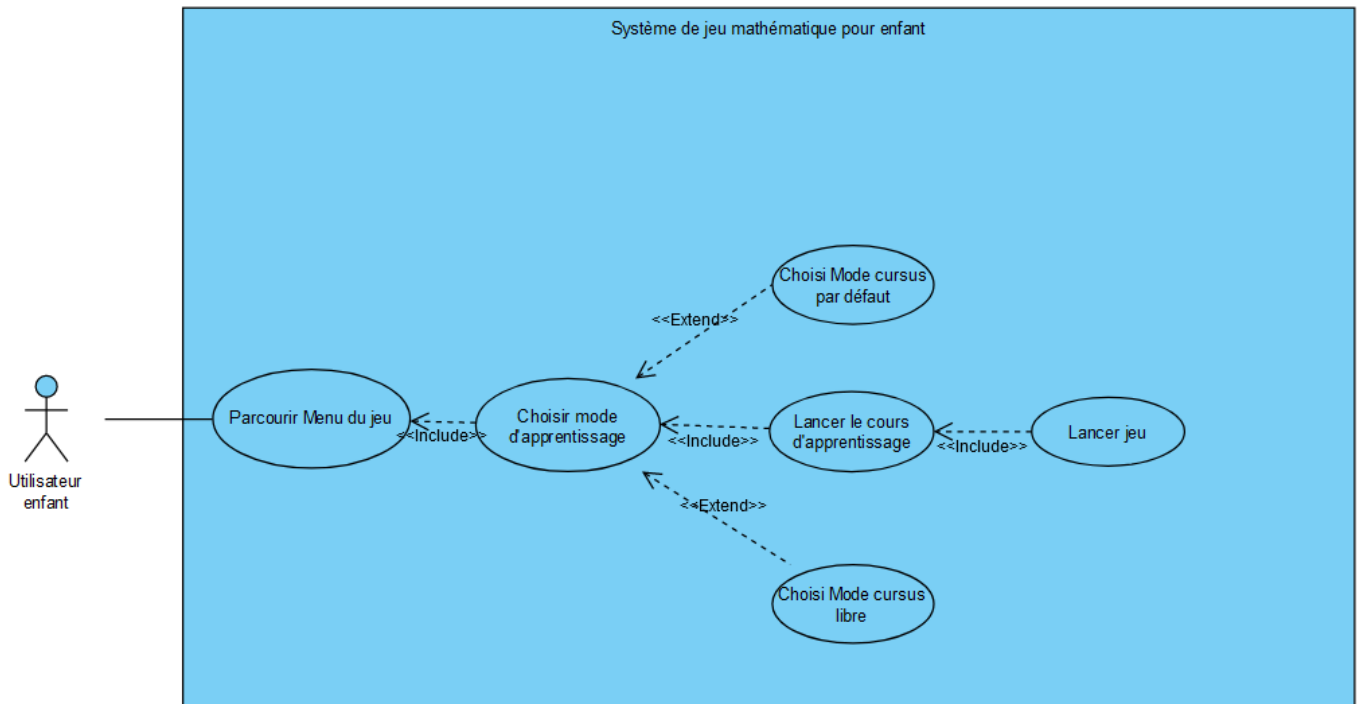 Système de jeu mathématique pour enfant
Choisi Mode cursus
par défaut
<<Extend>>
Parcourir Menu du jeu
<<Include>>
Choisir mode
d'apprentissage
<<Include>>
Lancer le cours
d'apprentissage
<<Include>>
Lancer jeu
Utilisateur
enfant
<<Extend>>
Choisi Mode cursus
libre